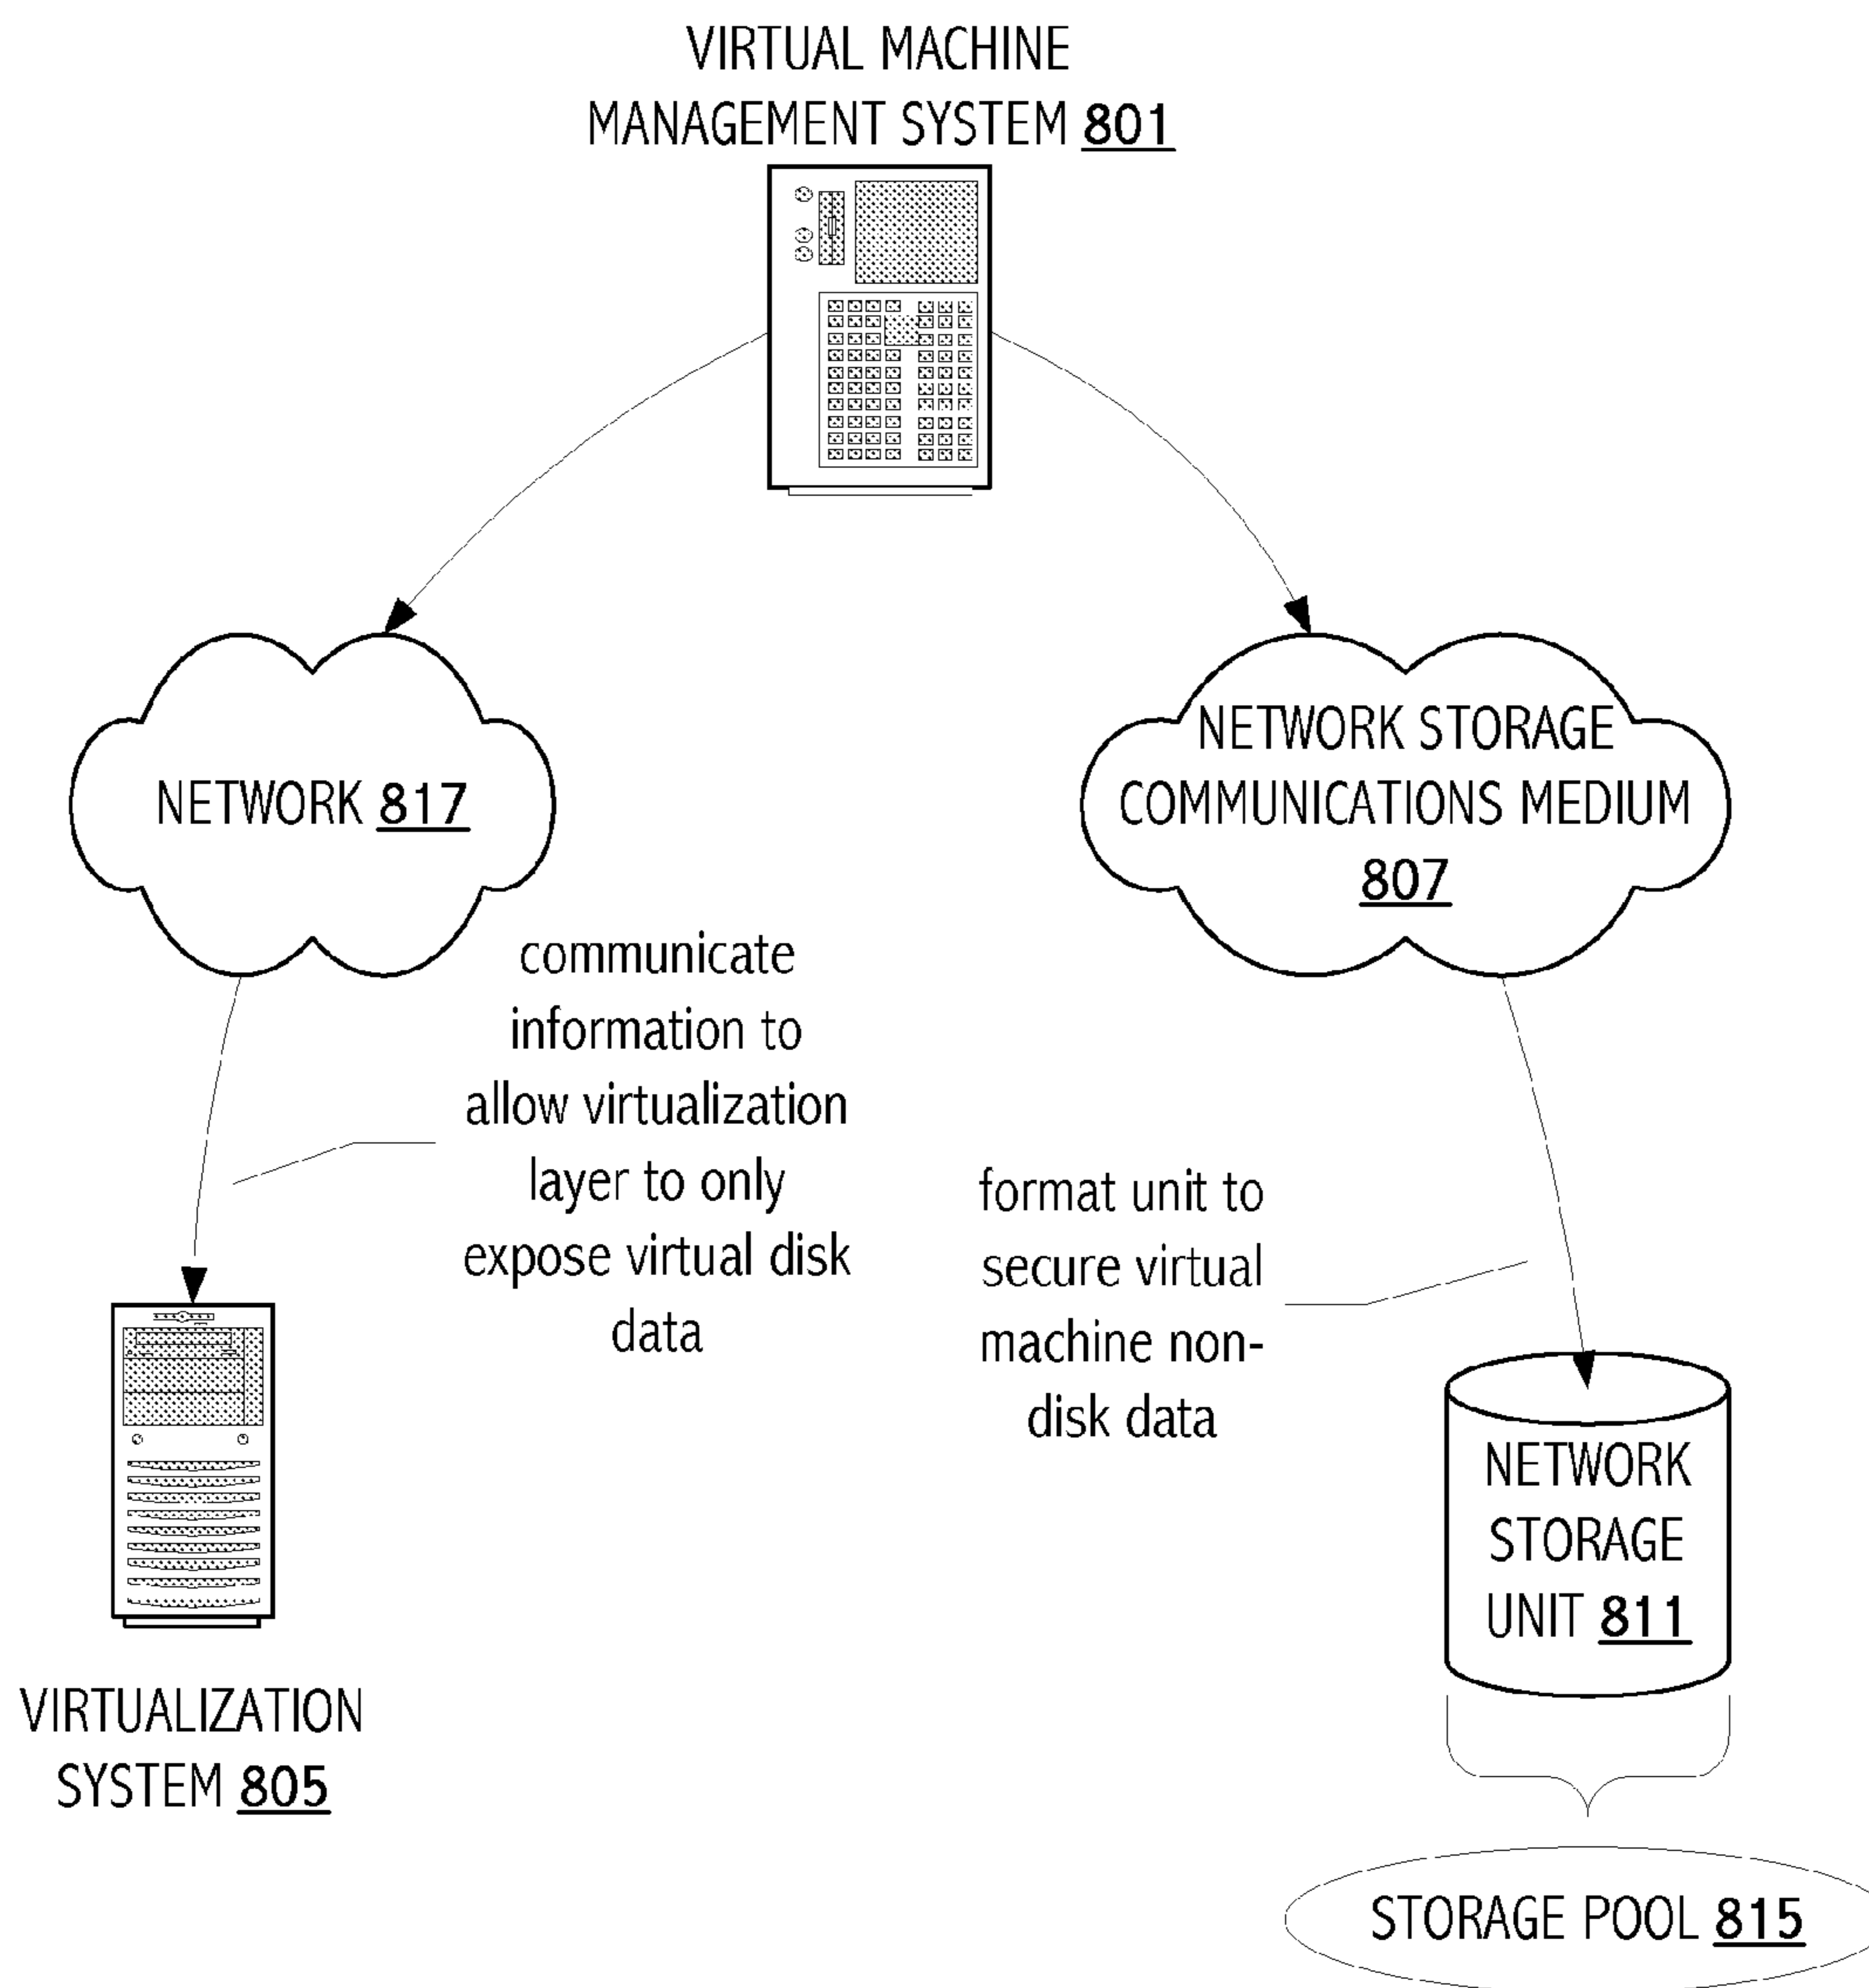 VIRTUAL MACHINE
MANAGEMENT SYSTEM 801
NETWORK 817
NETWORK STORAGE
COMMUNICATIONS MEDIUM
807
communicate
information to
allow virtualization
layer to only
expose virtual disk
data
format unit to
secure virtual
machine non-
disk data
NETWORK
STORAGE
UNIT 811
VIRTUALIZATION
SYSTEM 805
STORAGE POOL 815